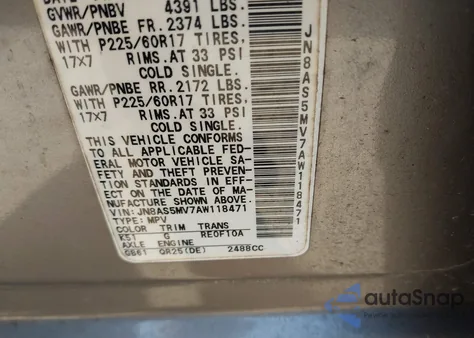 GVWR/PNBV 4391 LBS.
GAWR/PNBE FR. 2374 LBS.
WITH P225/60R17 TIRES,
17X7 RIMS.AT 33 PSI
COLD SINGLE.
GAWR/PNBE RR. 2172 LBS.
WITH P225/60R17 TIRES,
17X7 RIMS.AT 33 PSI
COLD SINGLE.
THIS VEHICLE CONFORMS
TO ALL APPLICABLE FED-
ERAL MOTOR VEHICLE SA-
FETY AND THEFT PREVEN-
TION STANDARDS IN EFF-
ECT ON THE DATE OF MA-
NUFACTURE SHOWN ABOVE.
VIN:JN8AS5MV7AW118471
TYPE:MPV
COLOR TRIM TRANS
G RE0F10A
AXLE ENGINE
QR25(DE) 2488CC
JN8AS5MV7AW118471
autoSnap
www.autosnap.us